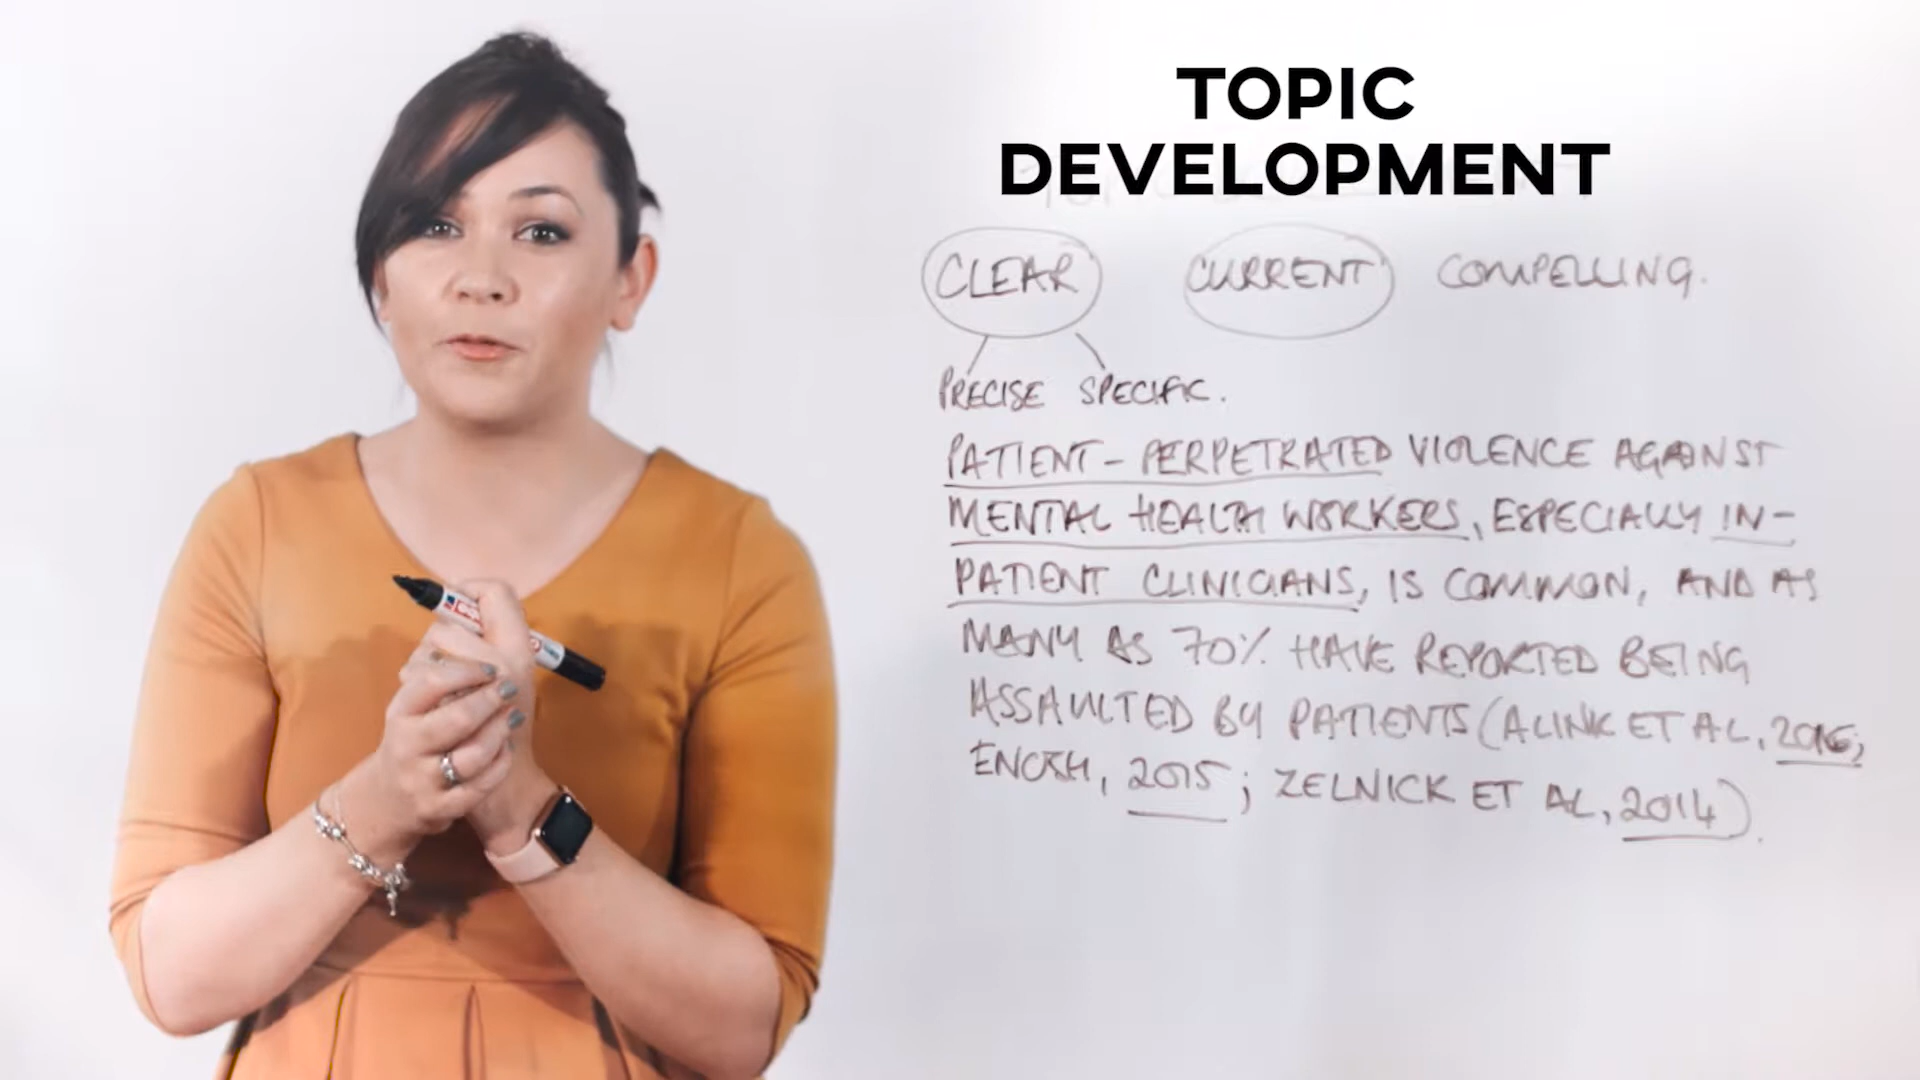 TOPIC
DEVELOPMENT
CLEAR CURRENT COMPELLING.
PRECISE SPECIFIC.
PATIENT-PERPETRATED VIOLENCE AGAINST
MENTAL HEALTH WORKERS, ESPECIALLY IN-
PATIENT CLINICIANS, IS COMMON, AND AS
MANY AS 70% HAVE REPORTED BEING
ASSAULTED BY PATIENTS (ALINK ET AL, 2016;
ENOSH, 2015; ZELNICK ET AL, 2014).